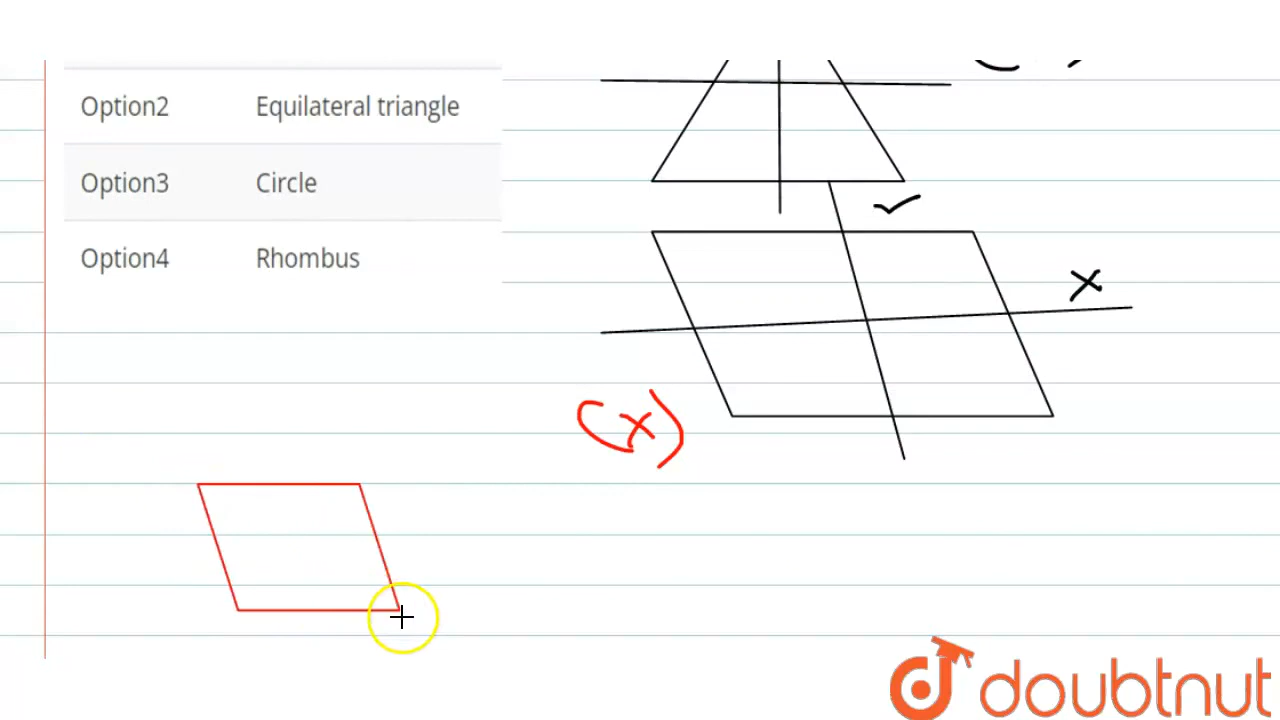 Option2 Equilateral triangle
Option3 Circle
Option4 Rhombus
(x)
doubtnut